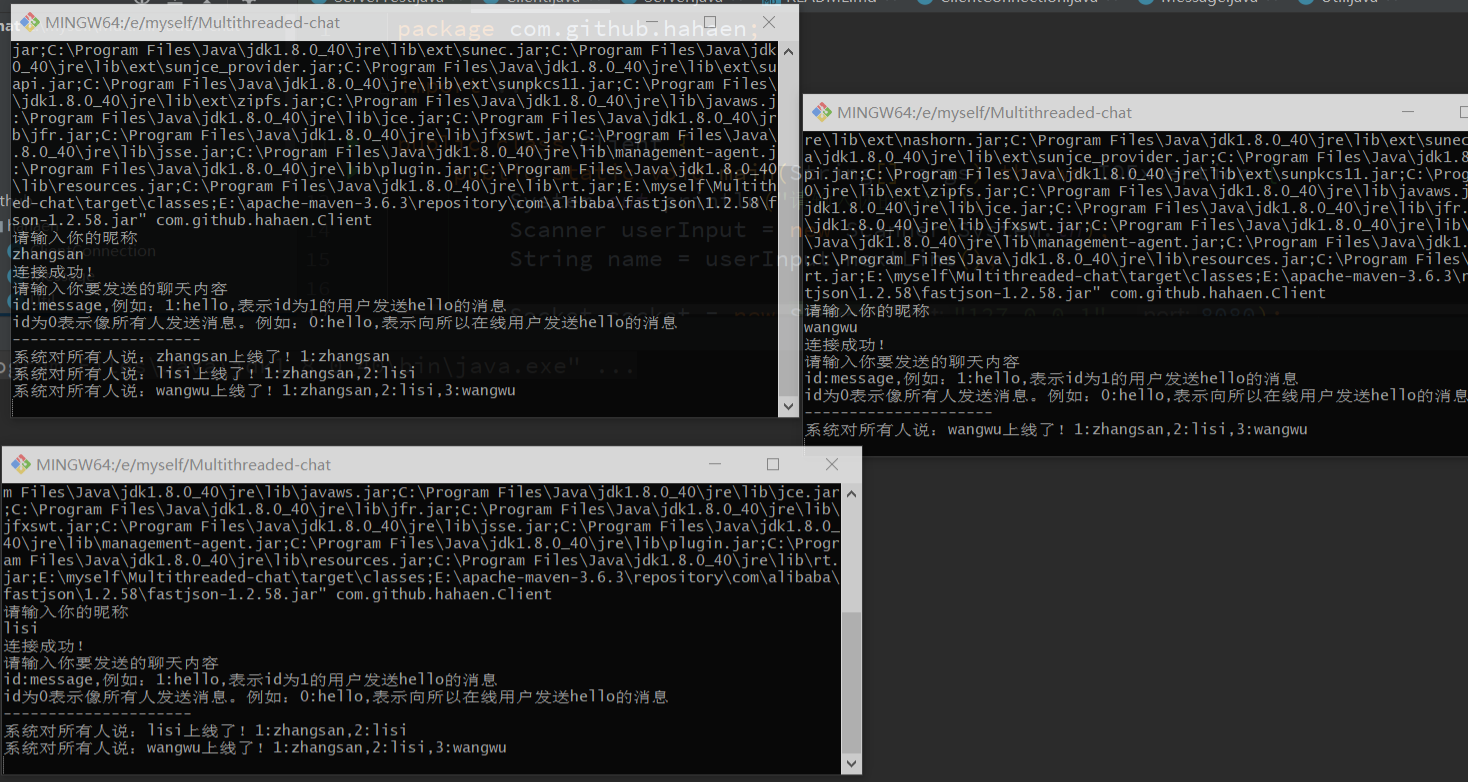 MINGW64:/e/myself/Multithreaded-chat
package com.github.hahaen;
jar;C:\Program Files\Java\jdk1.8.0_40\jre\lib\ext\sunec.jar;C:\Program Files\Java\jdk
_0_40\jre\lib\ext\sunjce_provider.jar;C:\Program Files\Java\jdk1.8.0_40\jre\lib\ext\su
api.jar;C:\Program Files\Java\jdk1.8.0_40\jre\lib\ext\sunpkcs11.jar;C:\Program Files
\jdk1.8.0_40\jre\lib\ext\zipfs.jar;C:\Program Files\Java\jdk1.8.0_40\jre\lib\javaws.j
:\Program Files\Java\jdk1.8.0_40\jre\lib\jce.jar;C:\Program Files\Java\jdk1.8.0_40\jr
b\jfr.jar;C:\Program Files\Java\jdk1.8.0_40\jre\lib\jfxswt.jar;C:\Program Files\Java\
.8.0_40\jre\lib\jsse.jar;C:\Program Files\Java\jdk1.8.0_40\jre\lib\management-agent.j
:\Program Files\Java\jdk1.8.0_40\jre\lib\plugin.jar;C:\Program Files\Java\jdk1.8.0_40
\lib\resources.jar;C:\Program Files\Java\jdk1.8.0_40\jre\lib\rt.jar;E:\myself\Multith
ed-chat\target\classes;E:\apache-maven-3.6.3\repository\com\alibaba\fastjson\1.2.58\f
son-1.2.58.jar" com.github.hahaen.Client
请输入你的昵称
zhangsan
连接成功!
请输入你要发送的聊天内容
id:message,例如：1:hello,表示id为1的用户发送hello的消息
id为0表示像所有人发送消息。例如：0:hello,表示向所以在线用户发送hello的消息
---------------------
系统对所有人说：zhangsan上线了! 1:zhangsan
系统对所有人说：lisi上线了! 1:zhangsan,2:lisi
系统对所有人说：wangwu上线了! 1:zhangsan,2:lisi,3:wangwu
Scanner userInput =
String name = userInp
bin\java.exe" ...
MINGW64:/e/myself/Multithreaded-chat
re\lib\ext\nashorn.jar;C:\Program Files\Java\jdk1.8.0_40\jre\lib\ext\sunec
a\jdk1.8.0_40\jre\lib\ext\sunjce_provider.jar;C:\Program Files\Java\jdk1.8
pir.jar;C:\Program Files\Java\jdk1.8.0_40\jre\lib\ext\sunpkcs11.jar;C:\Prog
0\jre\lib\ext\zipfs.jar;C:\Program Files\Java\jdk1.8.0_40\jre\lib\javaws.j
jdk1.8.0_40\jre\lib\jce.jar;C:\Program Files\Java\jdk1.8.0_40\jre\lib\jfr.
\Java\jdk1.8.0_40\jre\lib\jfxswt.jar;C:\Program Files\Java\jdk1.8.0_40\jre
\Java\jdk1.8.0_40\jre\lib\management-agent.jar;C:\Program Files\Java\jdk1.
\Java\jdk1.8.0_40\jre\lib\resources.jar;C:\Program Files\Java\jdk1.8.0_40\
rt.jar;E:\myself\Multithreaded-chat\target\classes;E:\apache-maven-3.6.3\r
tjson\1.2.58\fastjson-1.2.58.jar" com.github.hahaen.Client
请输入你的昵称
wangwu
连接成功!
请输入你要发送的聊天内容
id:message,例如：1:hello,表示id为1的用户发送hello的消息
id为0表示像所有人发送消息。例如：0:hello,表示向所以在线用户发送hello的消息
---------------------
系统对所有人说：wangwu上线了! 1:zhangsan,2:lisi,3:wangwu
MINGW64:/e/myself/Multithreaded-chat
m Files\Java\jdk1.8.0_40\jre\lib\javaws.jar;C:\Program Files\Java\jdk1.8.0_40\jre\lib\jce.jar
;C:\Program Files\Java\jdk1.8.0_40\jre\lib\jfr.jar;C:\Program Files\Java\jdk1.8.0_40\jre\lib\
jfxswt.jar;C:\Program Files\Java\jdk1.8.0_40\jre\lib\jsse.jar;C:\Program Files\Java\jdk1.8.0_
40\jre\lib\management-agent.jar;C:\Program Files\Java\jdk1.8.0_40\jre\lib\plugin.jar;C:\Progr
am Files\Java\jdk1.8.0_40\jre\lib\resources.jar;C:\Program Files\Java\jdk1.8.0_40\jre\lib\rt.
jar;E:\myself\Multithreaded-chat\target\classes;E:\apache-maven-3.6.3\repository\com\alibaba\
fastjson\1.2.58\fastjson-1.2.58.jar" com.github.hahaen.Client
请输入你的昵称
lisi
连接成功!
请输入你要发送的聊天内容
id:message,例如：1:hello,表示id为1的用户发送hello的消息
id为0表示像所有人发送消息。例如：0:hello,表示向所以在线用户发送hello的消息
---------------------
系统对所有人说：lisi上线了! 1:zhangsan,2:lisi
系统对所有人说：wangwu上线了! 1:zhangsan,2:lisi,3:wangwu